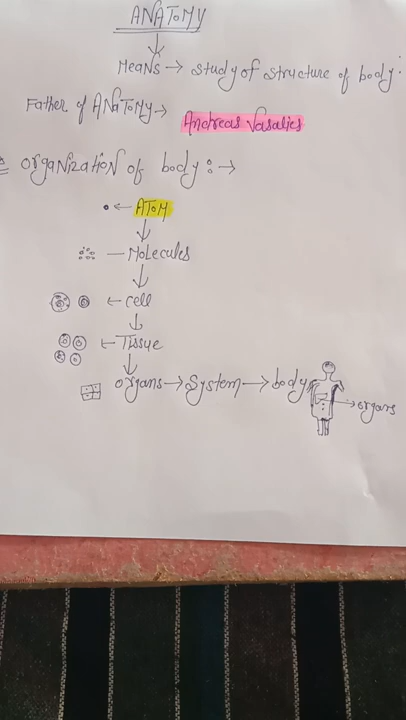 ANATOMY
Means → Study of structure of body.
Father of ANATOMY → Andreas Vasalies
Organization of body : →
← ATOM
— Molecules
← cell
← Tissue
organs → System → body
→ organs